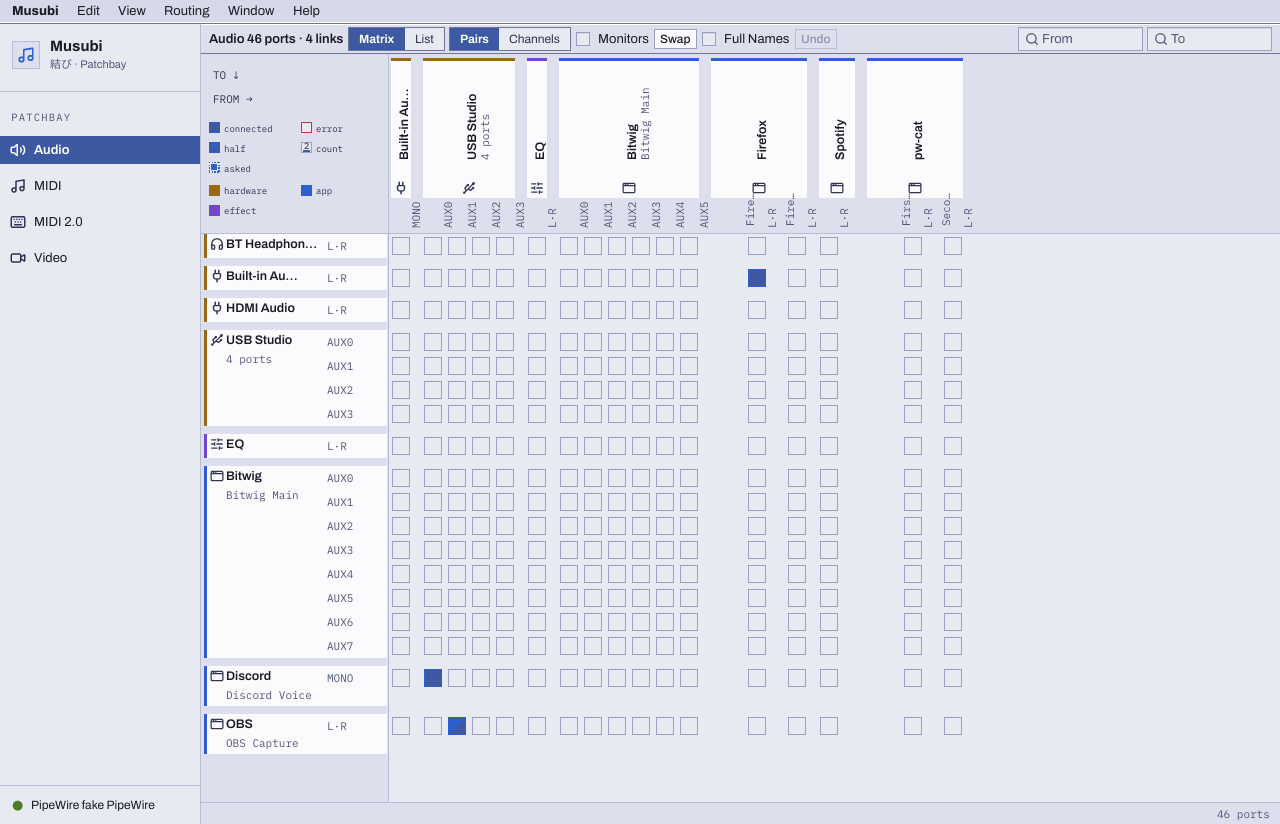 Musubi Edit View Routing Window Help
Musubi
結び · Patchbay
PATCHBAY
Audio
MIDI
MIDI 2.0
Video
PipeWire fake PipeWire
Audio 46 ports · 4 links Matrix List Pairs Channels Monitors Swap Full Names Undo From To
TO ↓
FROM →
connected error
half 2 count
asked
hardware app
effect
Built-in Au…
USB Studio
4 ports
EQ
Bitwig
Bitwig Main
Firefox
Spotify
pw-cat
MONO AUX0 AUX1 AUX2 AUX3 L·R AUX0 AUX1 AUX2 AUX3 AUX4 AUX5 Fire… L·R Fire… L·R L·R Firs… L·R Seco… L·R
BT Headphon… L·R
Built-in Au… L·R
HDMI Audio L·R
USB Studio AUX0
4 ports AUX1
AUX2
AUX3
EQ L·R
Bitwig AUX0
Bitwig Main AUX1
AUX2
AUX3
AUX4
AUX5
AUX6
AUX7
Discord MONO
Discord Voice
OBS L·R
OBS Capture
46 ports